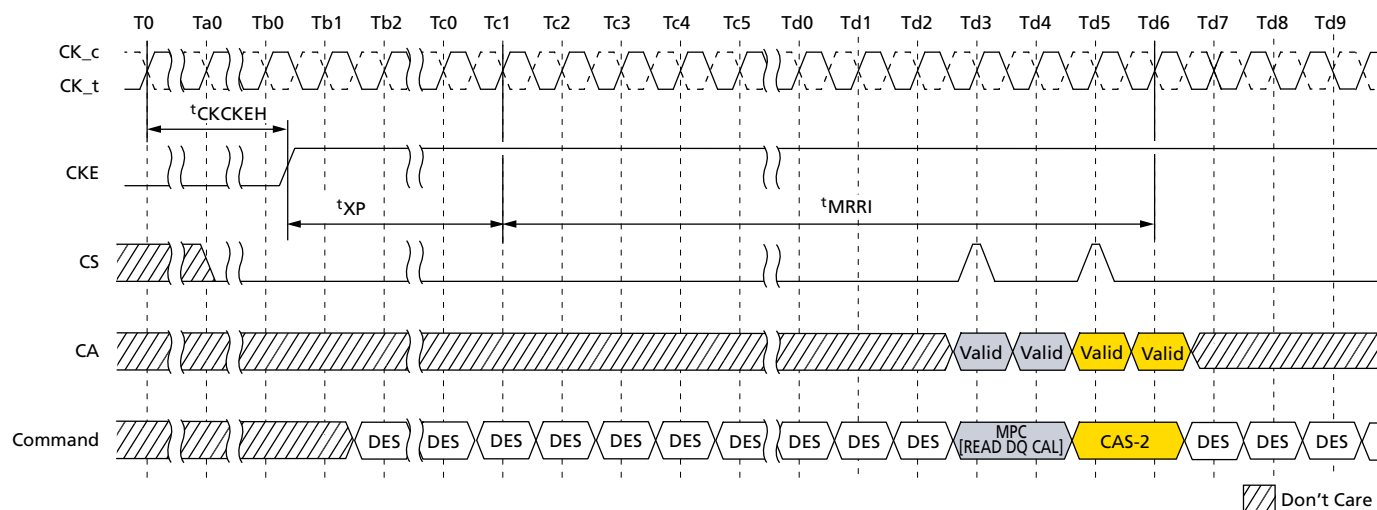 T0 Ta0 Tb0 Tb1 Tb2 Tc0 Tc1 Tc2 Tc3 Tc4 Tc5 Td0 Td1 Td2 Td3 Td4 Td5 Td6 Td7 Td8 Td9
CK_c
CK_t
tCKCKEH
CKE
tXP tMRRI
CS
CA Valid Valid Valid Valid
Command DES DES DES DES DES DES DES DES DES DES MPC [READ DQ CAL] CAS-2 DES DES DES
Don't Care